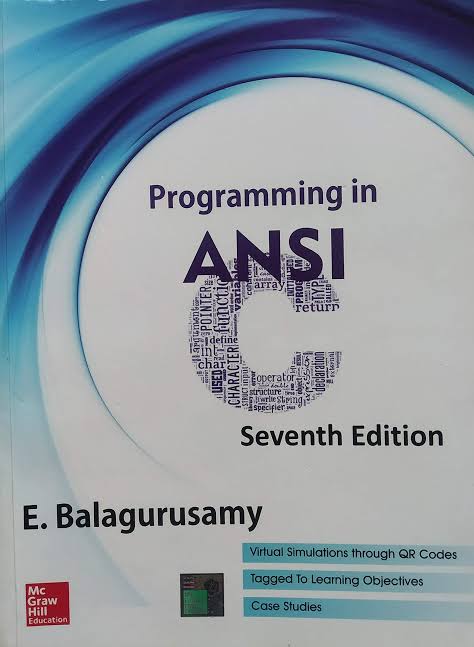 Programming in
ANSI
C
Seventh Edition
E. Balagurusamy
Virtual Simulations through QR Codes
Tagged To Learning Objectives
Case Studies
Mc
Graw
Hill
Education